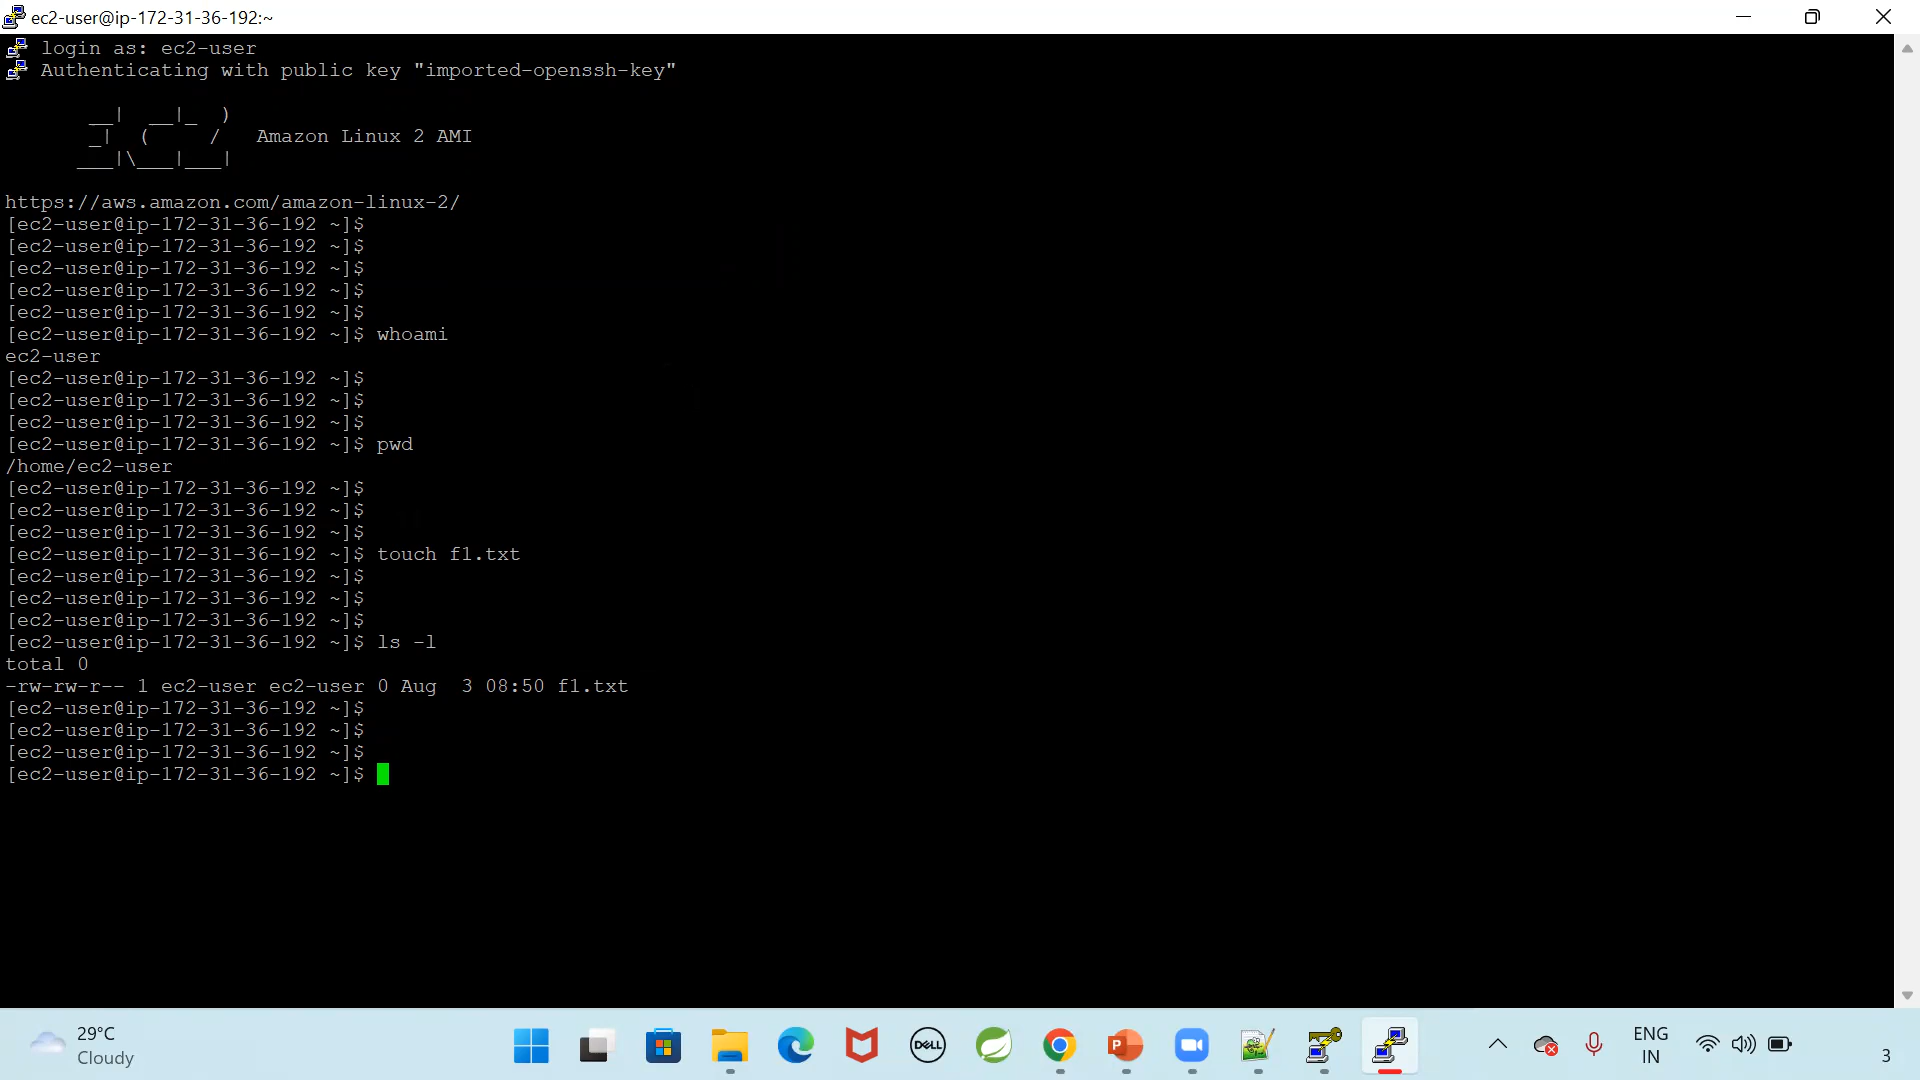 ec2-user@ip-172-31-36-192:~
login as: ec2-user
Authenticating with public key "imported-openssh-key"
       __|  __|_  )
       _|  (     /   Amazon Linux 2 AMI
      ___|\___|___|
https://aws.amazon.com/amazon-linux-2/
[ec2-user@ip-172-31-36-192 ~]$
[ec2-user@ip-172-31-36-192 ~]$
[ec2-user@ip-172-31-36-192 ~]$
[ec2-user@ip-172-31-36-192 ~]$
[ec2-user@ip-172-31-36-192 ~]$
[ec2-user@ip-172-31-36-192 ~]$ whoami
ec2-user
[ec2-user@ip-172-31-36-192 ~]$
[ec2-user@ip-172-31-36-192 ~]$
[ec2-user@ip-172-31-36-192 ~]$
[ec2-user@ip-172-31-36-192 ~]$ pwd
/home/ec2-user
[ec2-user@ip-172-31-36-192 ~]$
[ec2-user@ip-172-31-36-192 ~]$
[ec2-user@ip-172-31-36-192 ~]$
[ec2-user@ip-172-31-36-192 ~]$ touch f1.txt
[ec2-user@ip-172-31-36-192 ~]$
[ec2-user@ip-172-31-36-192 ~]$
[ec2-user@ip-172-31-36-192 ~]$
[ec2-user@ip-172-31-36-192 ~]$ ls -l
total 0
-rw-rw-r-- 1 ec2-user ec2-user 0 Aug  3 08:50 f1.txt
[ec2-user@ip-172-31-36-192 ~]$
[ec2-user@ip-172-31-36-192 ~]$
[ec2-user@ip-172-31-36-192 ~]$
[ec2-user@ip-172-31-36-192 ~]$
29°C
Cloudy
DELL
P
ENG
IN
3